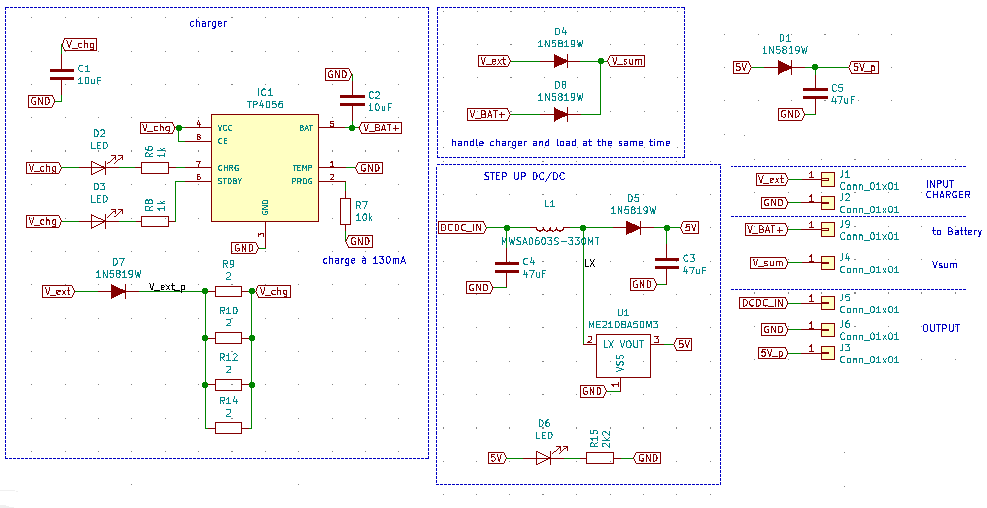 charger
V_chg
C1
10uF
GND
GND
C2
10uF
IC1
TP4056
V_chg
4
VCC
BAT
5
V_BAT+
8
CE
D2
LED
V_chg
R6
1k
7
CHRG
TEMP
1
GND
6
STDBY
PROG
2
D3
LED
V_chg
R8
1k
GND
3
GND
R7
10k
GND
charge à 130mA
D7
1N5819W
V_ext
V_ext_p
R9
2
V_chg
R10
2
R12
2
R14
2
D4
1N5819W
V_ext
V_sum
D8
1N5819W
V_BAT+
handle charger and load at the same time
STEP UP DC/DC
L1
DCDC_IN
MWSA0603S-330MT
D5
1N5819W
5V
C4
47uF
GND
LX
C3
47uF
GND
U1
ME2108A50M3
2
LX
VOUT
3
5V
VSS
1
GND
D6
LED
5V
R15
2k2
GND
D1
1N5819W
5V
5V_p
C5
47uF
GND
V_ext
1
J1
Conn_01x01
GND
1
J2
Conn_01x01
INPUT
CHARGER
V_BAT+
1
J9
Conn_01x01
to Battery
V_sum
1
J4
Conn_01x01
Vsum
DCDC_IN
1
J5
Conn_01x01
GND
1
J6
Conn_01x01
OUTPUT
5V_p
1
J3
Conn_01x01